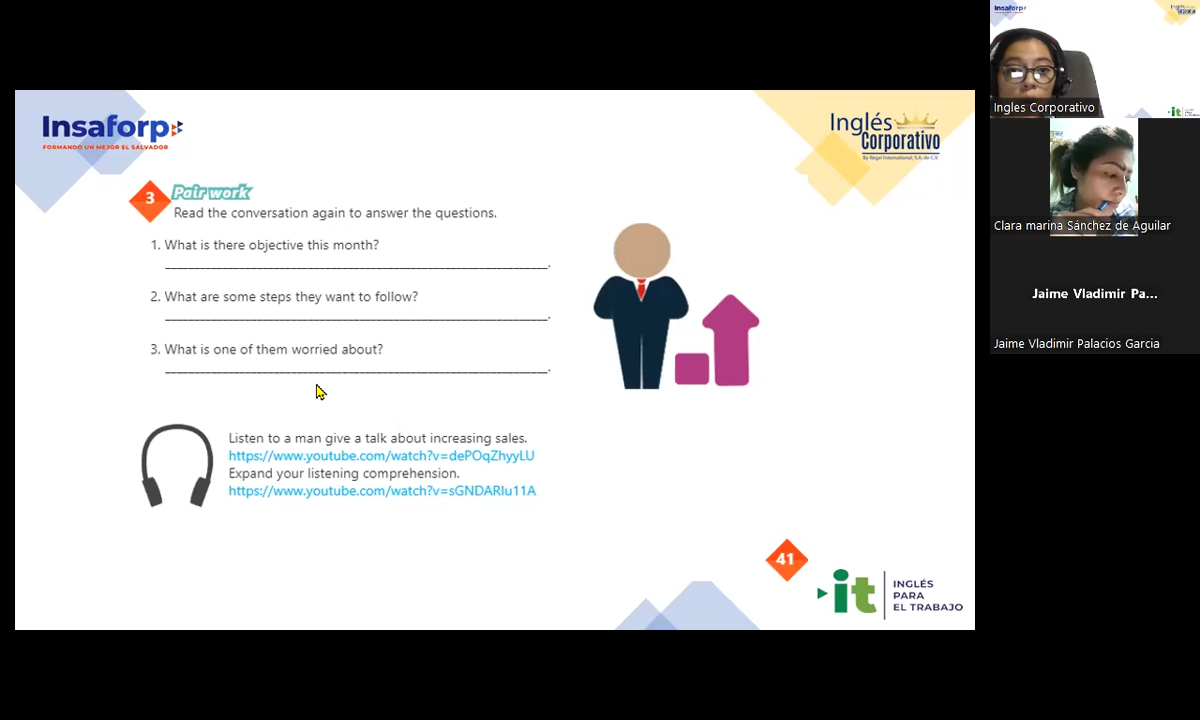 Insaforp
FORMANDO UN MEJOR EL SALVADOR
Inglés
Corporativo
By Regal International, S.A. de C.V.
3
Pair work
Read the conversation again to answer the questions.
1. What is there objective this month?
______________________________.
2. What are some steps they want to follow?
______________________________.
3. What is one of them worried about?
______________________________.
Listen to a man give a talk about increasing sales.
https://www.youtube.com/watch?v=dePOqZhyyLU
Expand your listening comprehension.
https://www.youtube.com/watch?v=sGNDARIu11A
41
it
INGLÉS
PARA
EL TRABAJO
Insaforp
Ingles Corporativo
Clara marina Sánchez de Aguilar
Jaime Vladimir Pa...
Jaime Vladimir Palacios Garcia